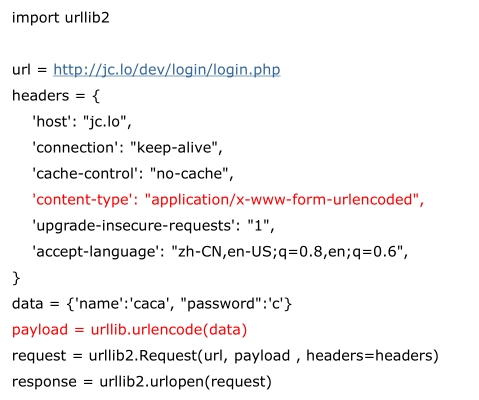 import urllib2
url = http://jc.lo/dev/login/login.php
headers = {
'host': "jc.lo",
'connection': "keep-alive",
'cache-control': "no-cache",
'content-type': "application/x-www-form-urlencoded",
'upgrade-insecure-requests': "1",
'accept-language': "zh-CN,en-US;q=0.8,en;q=0.6",
}
data = {'name':'caca', "password":'c'}
payload = urllib.urlencode(data)
request = urllib2.Request(url, payload , headers=headers)
response = urllib2.urlopen(request)